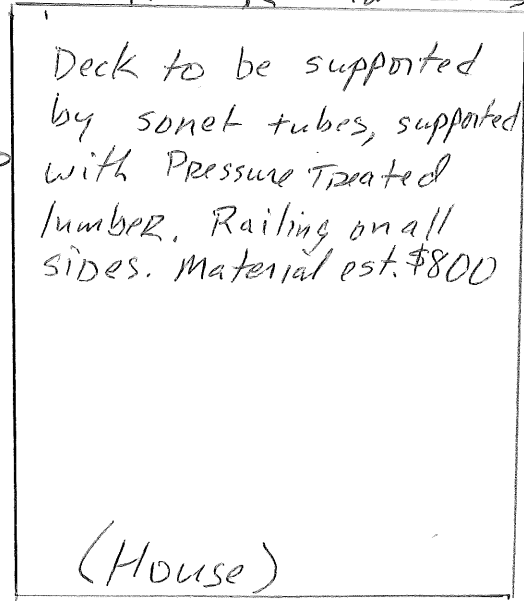 Deck to be supported
by sonet tubes, supported
with Pressure Treated
lumber. Railing on all
sides. Material est. $800
(House)